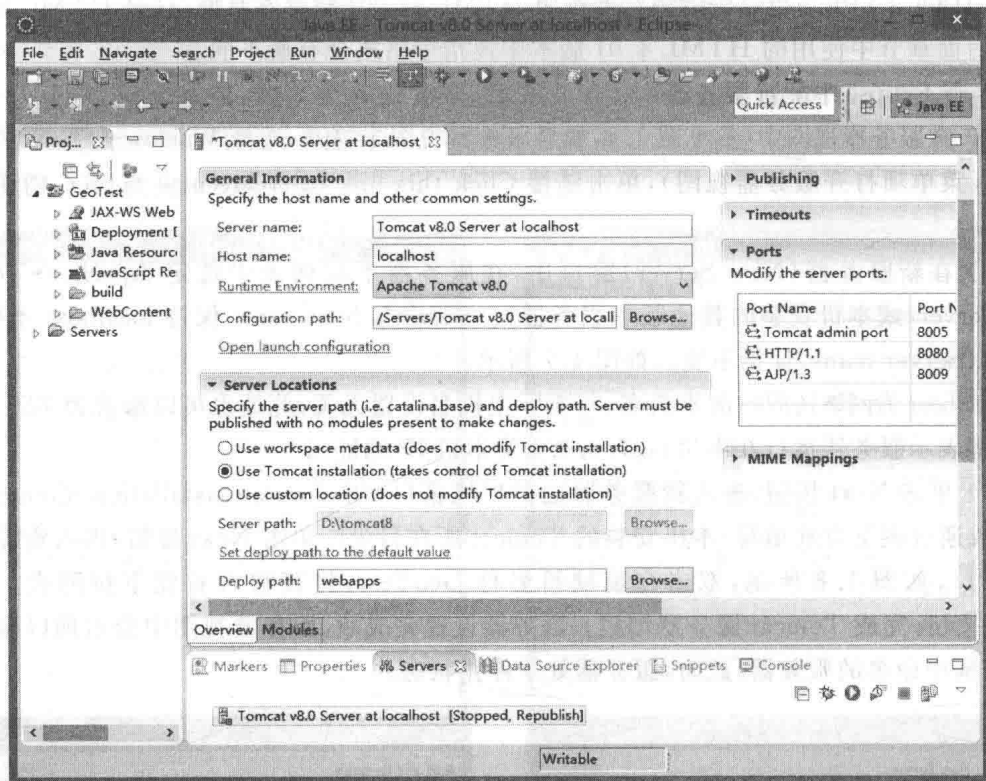 Java EE - Tomcat v8.0 Server at localhost - Eclipse
File Edit Navigate Search Project Run Window Help
Quick Access
Java EE
Proj...
GeoTest
JAX-WS Web
Deployment D
Java Resourc
JavaScript Re
build
WebContent
Servers
*Tomcat v8.0 Server at localhost
General Information
Specify the host name and other common settings.
Server name: Tomcat v8.0 Server at localhost
Host name: localhost
Runtime Environment: Apache Tomcat v8.0
Configuration path: /Servers/Tomcat v8.0 Server at locall Browse...
Open launch configuration
Server Locations
Specify the server path (i.e. catalina.base) and deploy path. Server must be
published with no modules present to make changes.
Use workspace metadata (does not modify Tomcat installation)
Use Tomcat installation (takes control of Tomcat installation)
Use custom location (does not modify Tomcat installation)
Server path: D:\tomcat8 Browse...
Set deploy path to the default value
Deploy path: webapps Browse...
Publishing
Timeouts
Ports
Modify the server ports.
Port Name Port N
Tomcat admin port 8005
HTTP/1.1 8080
AJP/1.3 8009
MIME Mappings
Overview Modules
Markers Properties Servers Data Source Explorer Snippets Console
Tomcat v8.0 Server at localhost [Stopped, Republish]
Writable